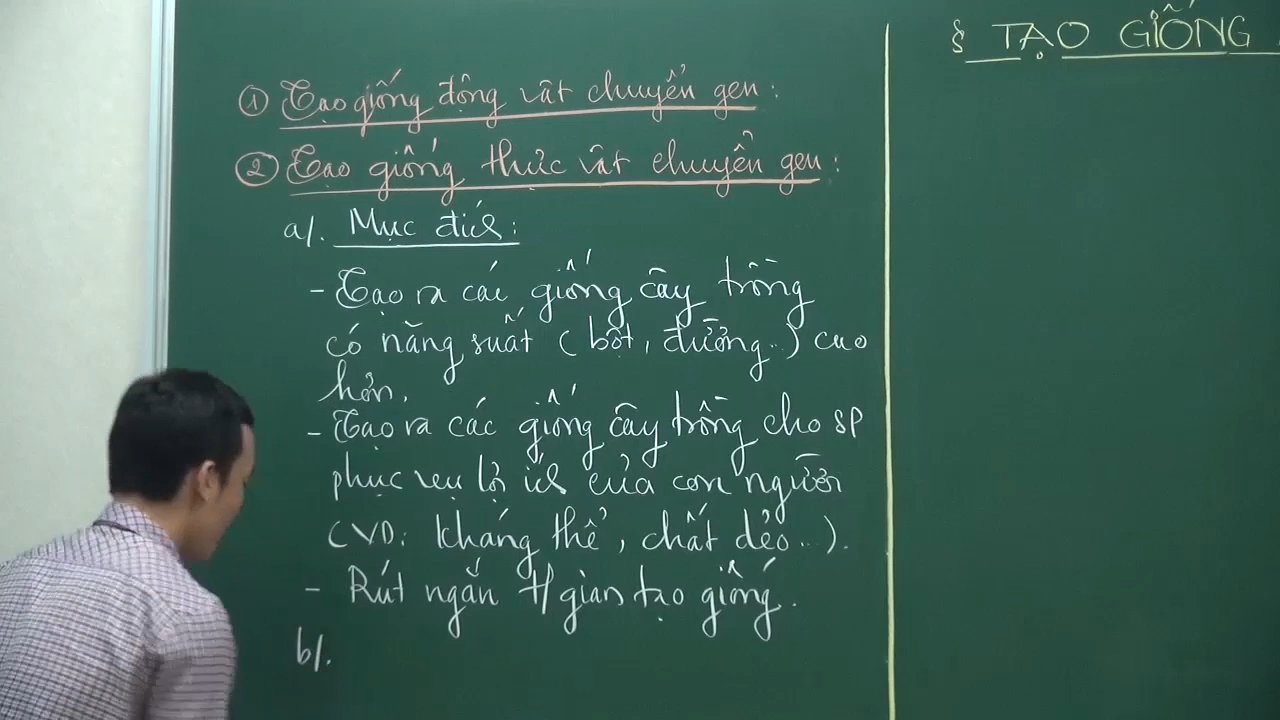 ① Tạo giống động vật chuyển gen:
② Tạo giống thực vật chuyển gen:
a/. Mục đích:
- Tạo ra các giống cây trồng
có năng suất (bột, đường..) cao
hơn.
- Tạo ra các giống cây trồng cho sp
phục vụ lợi ích của con người
(VD: kháng thể, chất dẻo...).
- Rút ngắn t/gian tạo giống.
b/.
§ TẠO GIỐNG